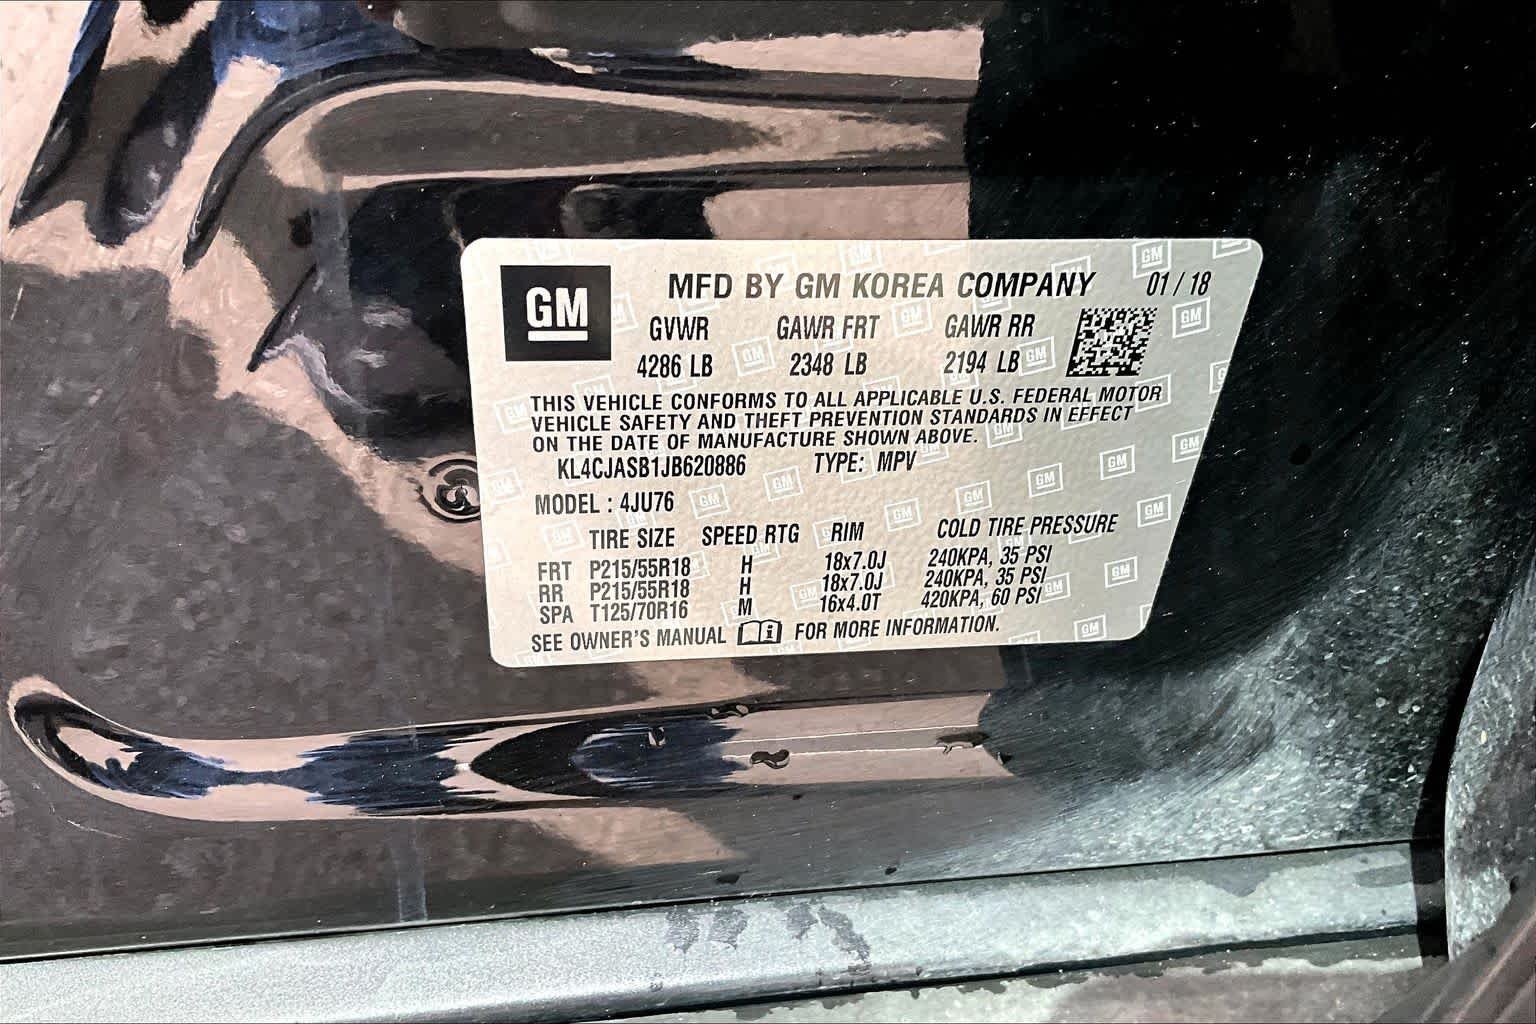 GM
MFD BY GM KOREA COMPANY 01 / 18
GVWR GAWR FRT GAWR RR
4286 LB 2348 LB 2194 LB
THIS VEHICLE CONFORMS TO ALL APPLICABLE U.S. FEDERAL MOTOR
VEHICLE SAFETY AND THEFT PREVENTION STANDARDS IN EFFECT
ON THE DATE OF MANUFACTURE SHOWN ABOVE.
KL4CJASB1JB620886 TYPE: MPV
MODEL : 4JU76
TIRE SIZE SPEED RTG RIM COLD TIRE PRESSURE
FRT P215/55R18 H 18x7.0J 240KPA, 35 PSI
RR P215/55R18 H 18x7.0J 240KPA, 35 PSI
SPA T125/70R16 M 16x4.0T 420KPA, 60 PSI
SEE OWNER'S MANUAL FOR MORE INFORMATION.